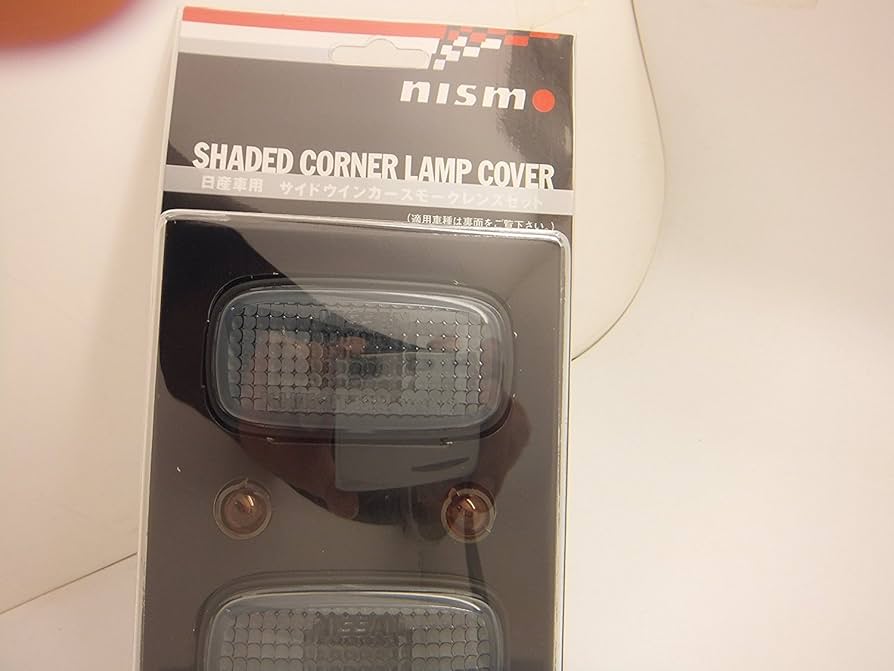 nismo
SHADED CORNER LAMP COVER
日産車用 サイドウインカースモークレンズセット
(適用車種は裏面をご覧下さい。)
NISSAN